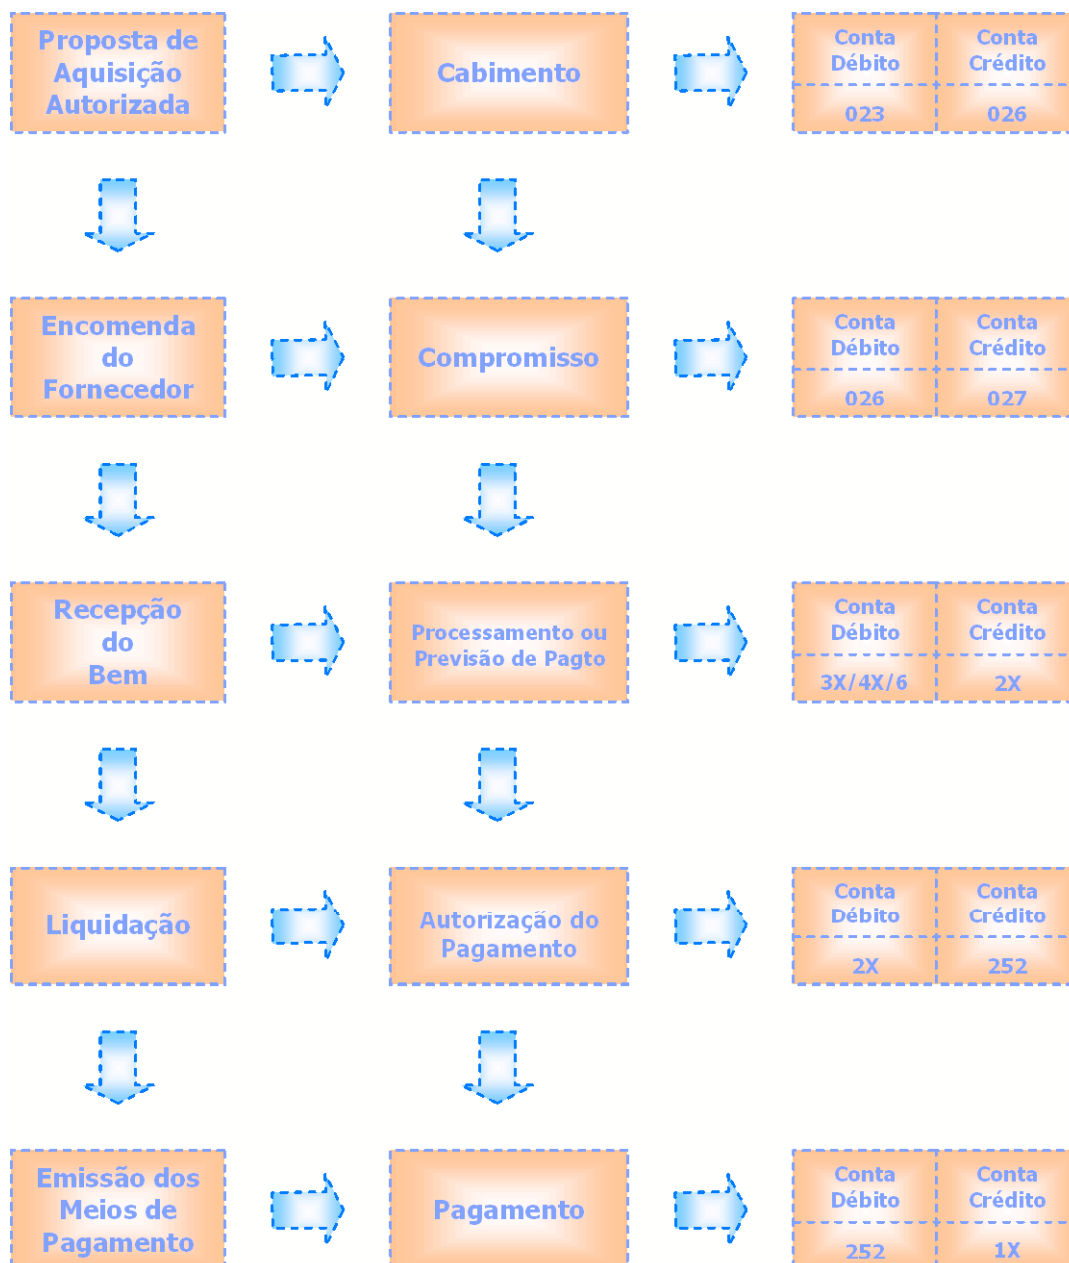 Proposta de
Aquisição
Autorizada
Cabimento
Conta
Débito
Conta
Crédito
023
026
Encomenda
do
Fornecedor
Compromisso
Conta
Débito
Conta
Crédito
026
027
Recepção
do
Bem
Processamento ou
Previsão de Pagto
Conta
Débito
Conta
Crédito
3X/4X/6
2X
Liquidação
Autorização do
Pagamento
Conta
Débito
Conta
Crédito
2X
252
Emissão dos
Meios de
Pagamento
Pagamento
Conta
Débito
Conta
Crédito
252
1X